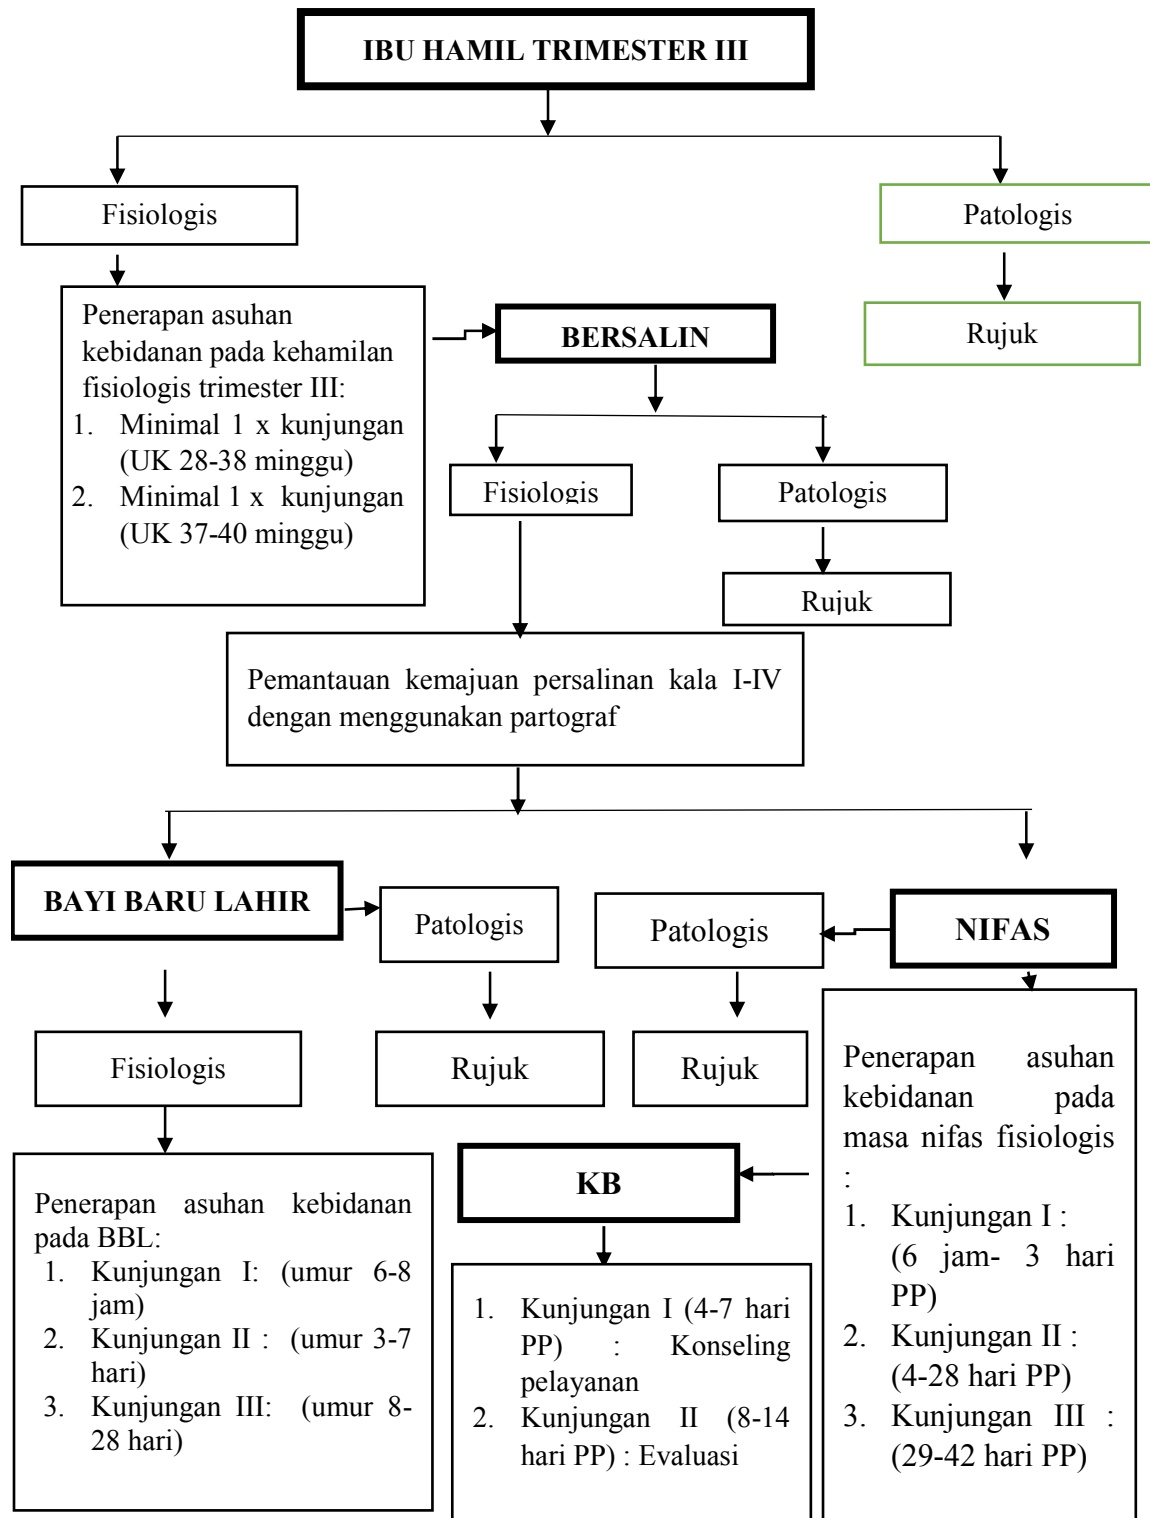 IBU HAMIL TRIMESTER III
Fisiologis
Patologis
Penerapan asuhan
kebidanan pada kehamilan
fisiologis trimester III:
1. Minimal 1 x kunjungan
(UK 28-38 minggu)
2. Minimal 1 x kunjungan
(UK 37-40 minggu)
BERSALIN
Rujuk
Fisiologis
Patologis
Rujuk
Pemantauan kemajuan persalinan kala I-IV
dengan menggunakan partograf
BAYI BARU LAHIR
Patologis
Patologis
NIFAS
Fisiologis
Rujuk
Rujuk
Penerapan asuhan
kebidanan pada
masa nifas fisiologis
:
1. Kunjungan I :
(6 jam- 3 hari
PP)
2. Kunjungan II :
(4-28 hari PP)
3. Kunjungan III :
(29-42 hari PP)
KB
Penerapan asuhan kebidanan
pada BBL:
1. Kunjungan I: (umur 6-8
jam)
2. Kunjungan II : (umur 3-7
hari)
3. Kunjungan III: (umur 8-
28 hari)
1. Kunjungan I (4-7 hari
PP) : Konseling
pelayanan
2. Kunjungan II (8-14
hari PP) : Evaluasi